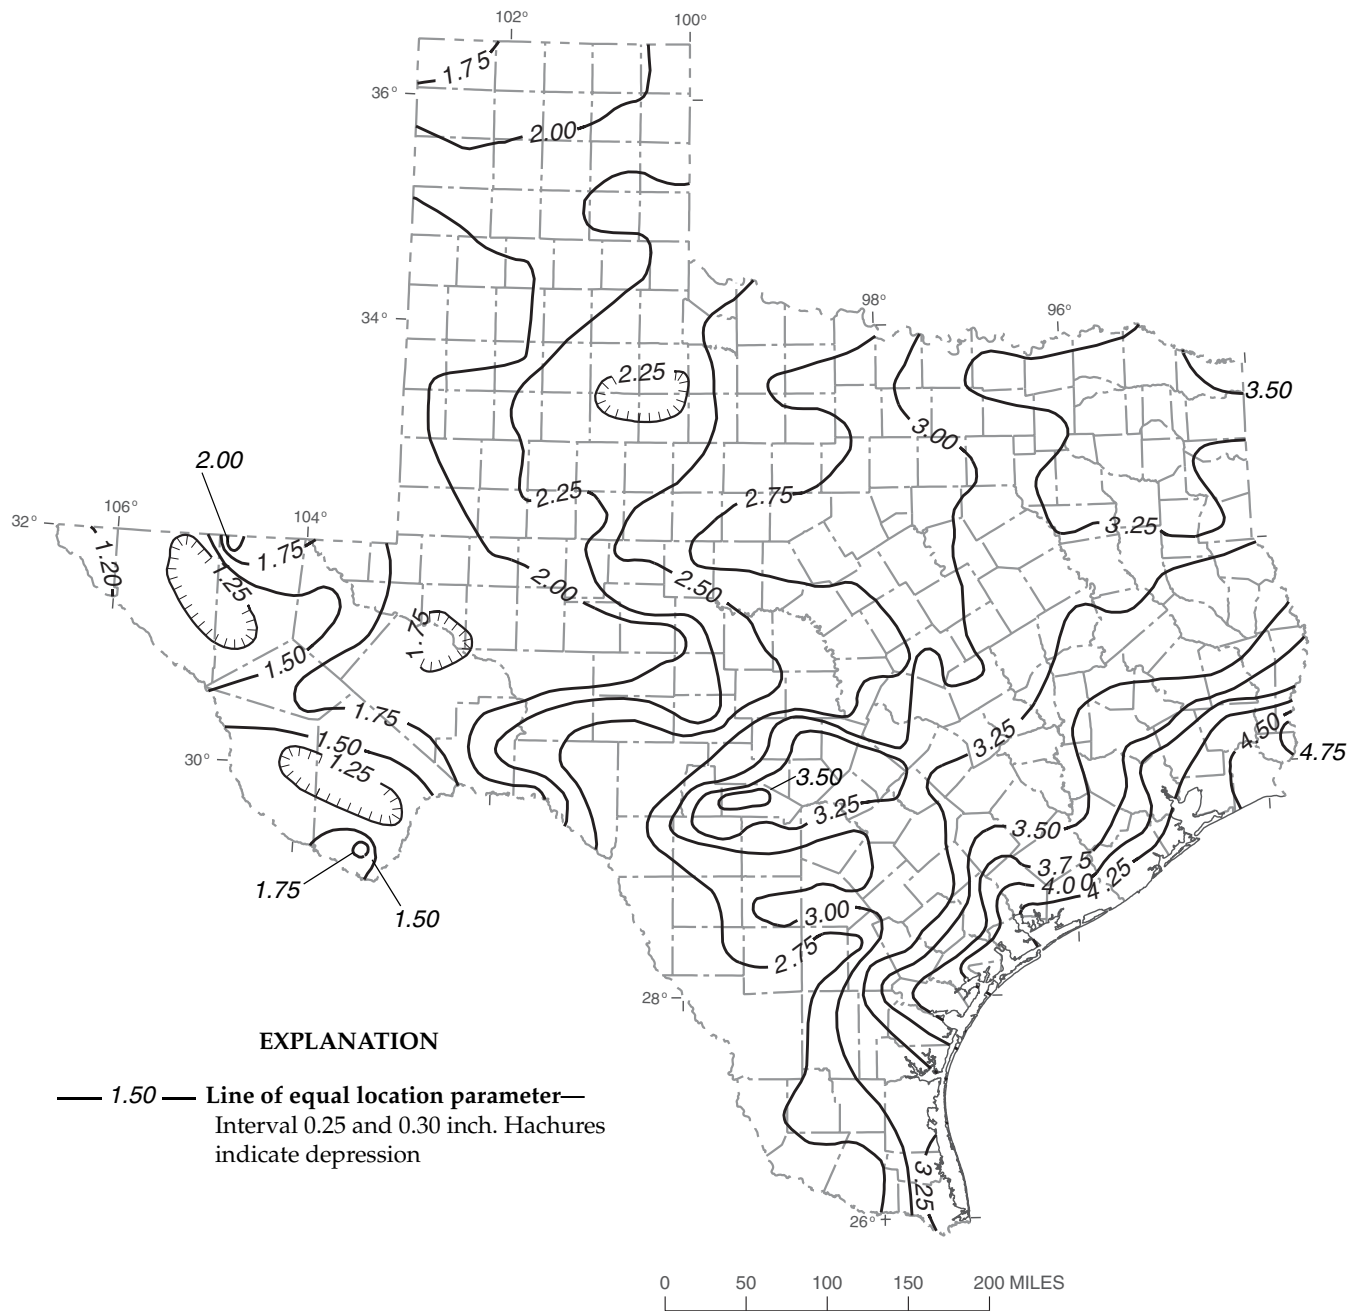 102° 100°
1.75
36°
2.00
34° 98° 96°
2.25
3.50
3.00
2.00
2.25 2.75
32° 106° 104° 3.25
1.20 1.25 1.75
2.00 2.50
1.75
1.50
1.75
1.50 3.25 4.50
30° 1.25 4.75
3.50
3.25
3.50
3.75
1.75 4.00 4.25
1.50 3.00
2.75
28°
EXPLANATION
1.50 Line of equal location parameter—
Interval 0.25 and 0.30 inch. Hachures
indicate depression
3.25
26°
0 50 100 150 200 MILES